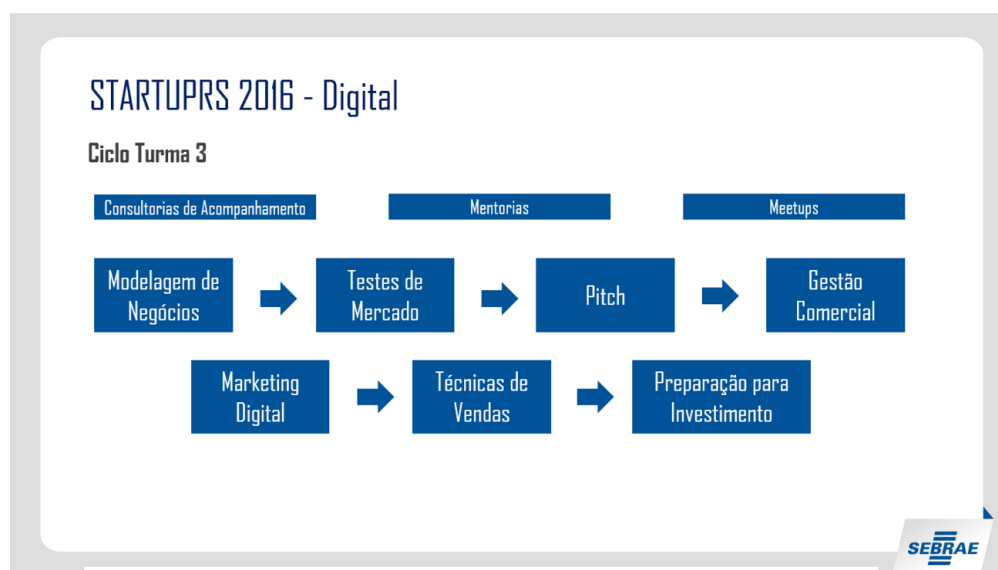 STARTUPRS 2016 - Digital
Ciclo Turma 3
Consultorias de Acompanhamento
Mentorias
Meetups
Modelagem de
Negócios
Testes de
Mercado
Pitch
Gestão
Comercial
Marketing
Digital
Técnicas de
Vendas
Preparação para
Investimento
SEBRAE